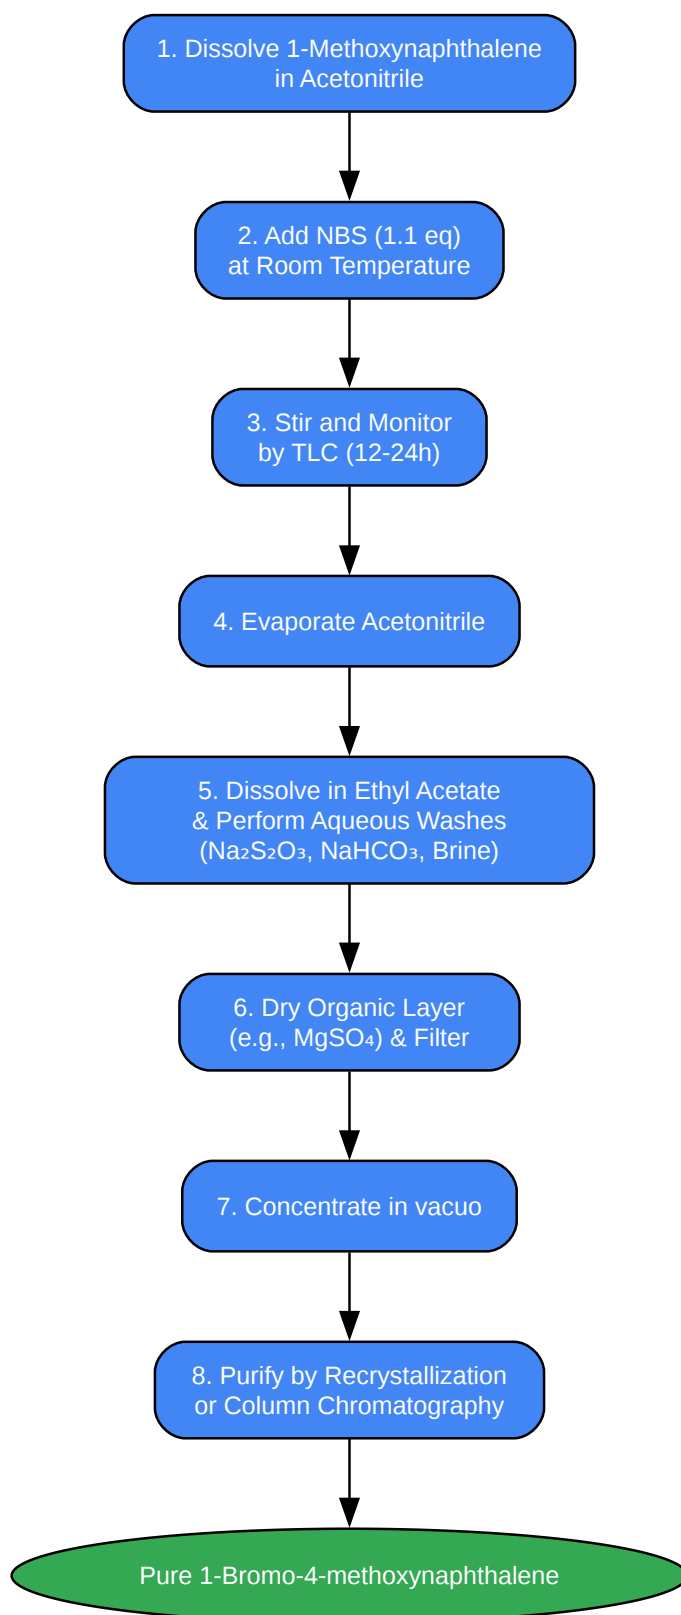 1. Dissolve 1-Methoxynaphthalene
in Acetonitrile
2. Add NBS (1.1 eq)
at Room Temperature
3. Stir and Monitor
by TLC (12-24h)
4. Evaporate Acetonitrile
5. Dissolve in Ethyl Acetate
& Perform Aqueous Washes
(Na₂S₂O₃, NaHCO₃, Brine)
6. Dry Organic Layer
(e.g., MgSO₄) & Filter
7. Concentrate in vacuo
8. Purify by Recrystallization
or Column Chromatography
Pure 1-Bromo-4-methoxynaphthalene